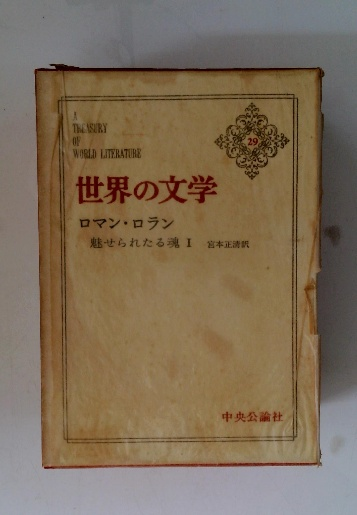 A
TREASURY
OF
WORLD LITERATURE
29
世界の文学
ロマン・ロラン
魅せられたる魂 I 宮本正清訳
中央公論社